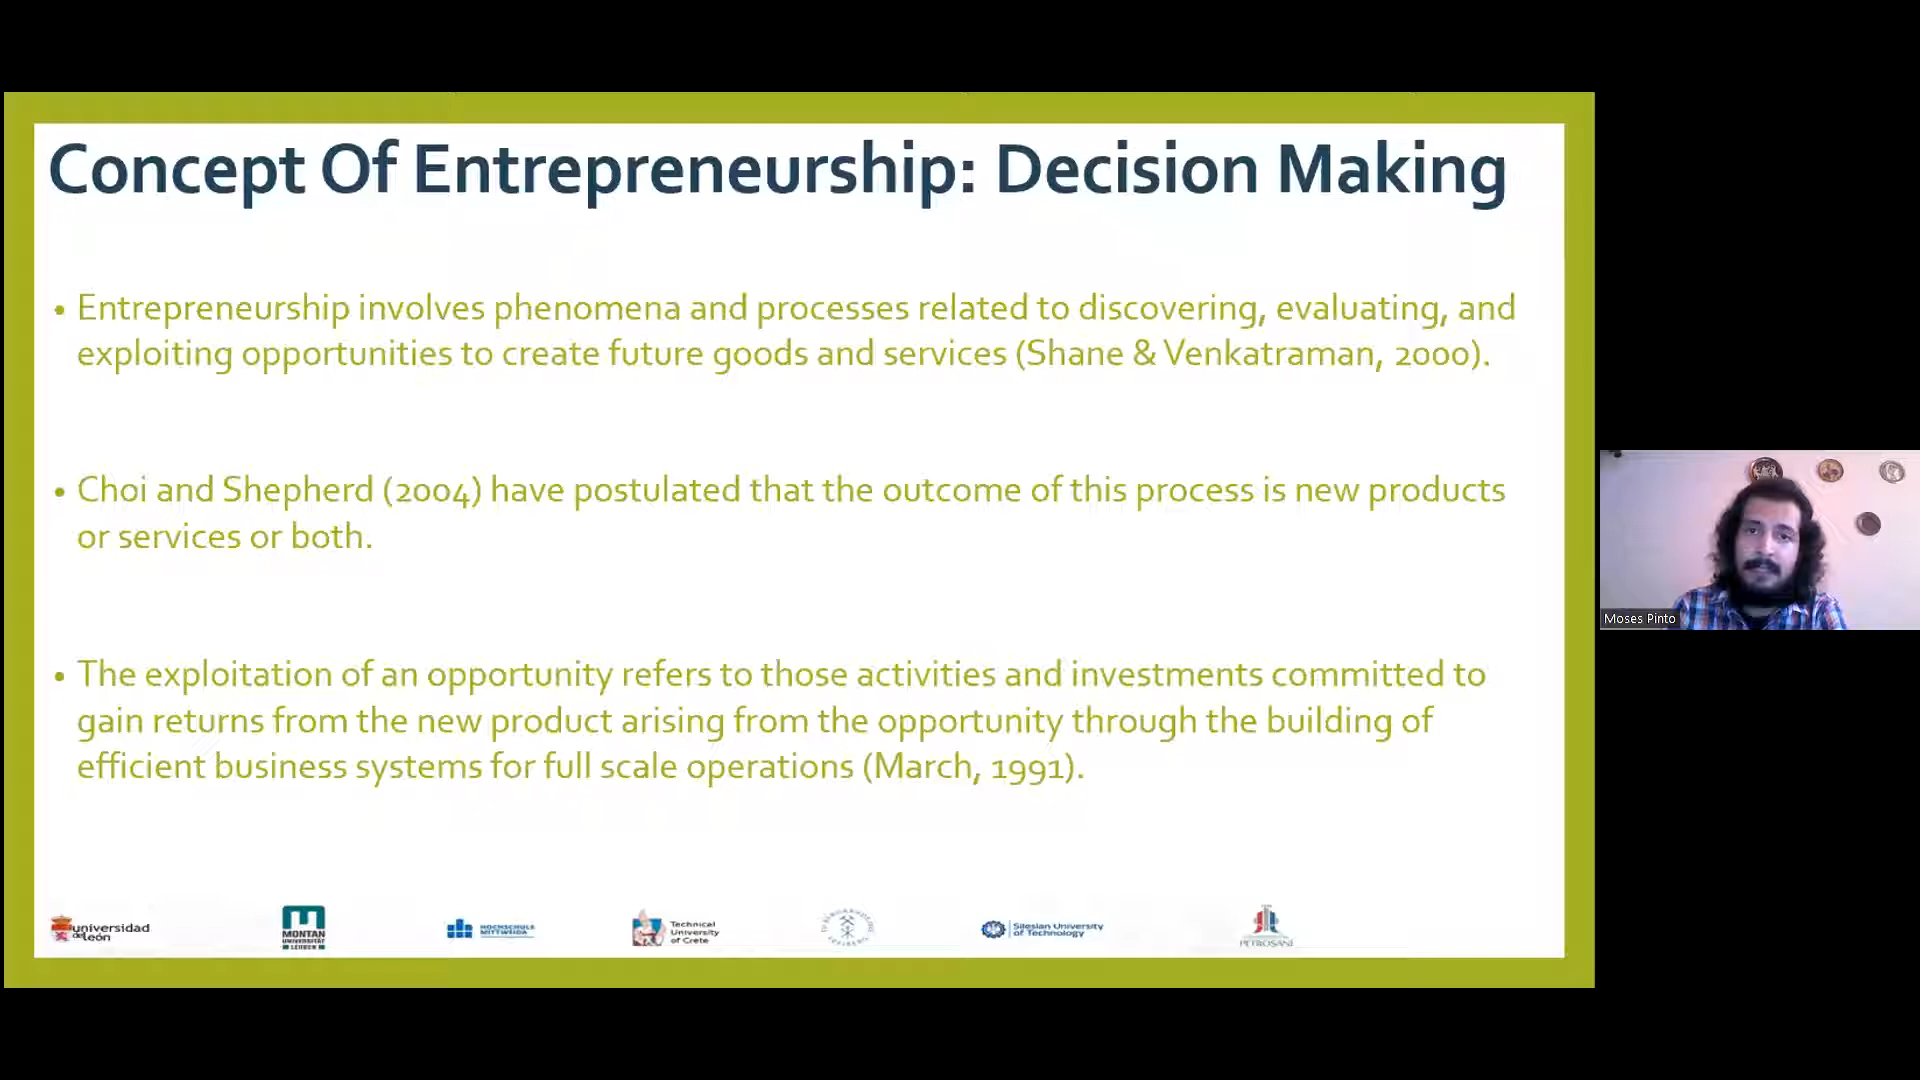 Concept Of Entrepreneurship: Decision Making
• Entrepreneurship involves phenomena and processes related to discovering, evaluating, and
exploiting opportunities to create future goods and services (Shane & Venkatraman, 2000).
• Choi and Shepherd (2004) have postulated that the outcome of this process is new products
or services or both.
• The exploitation of an opportunity refers to those activities and investments committed to
gain returns from the new product arising from the opportunity through the building of
efficient business systems for full scale operations (March, 1991).
Moses Pinto
universidad
de león
MONTAN
UNIVERSITÄT
LEOBEN
HOCHSCHULE
MITTWEIDA
Technical
University
of Crete
Silesian University
of Technology
PETROȘANI